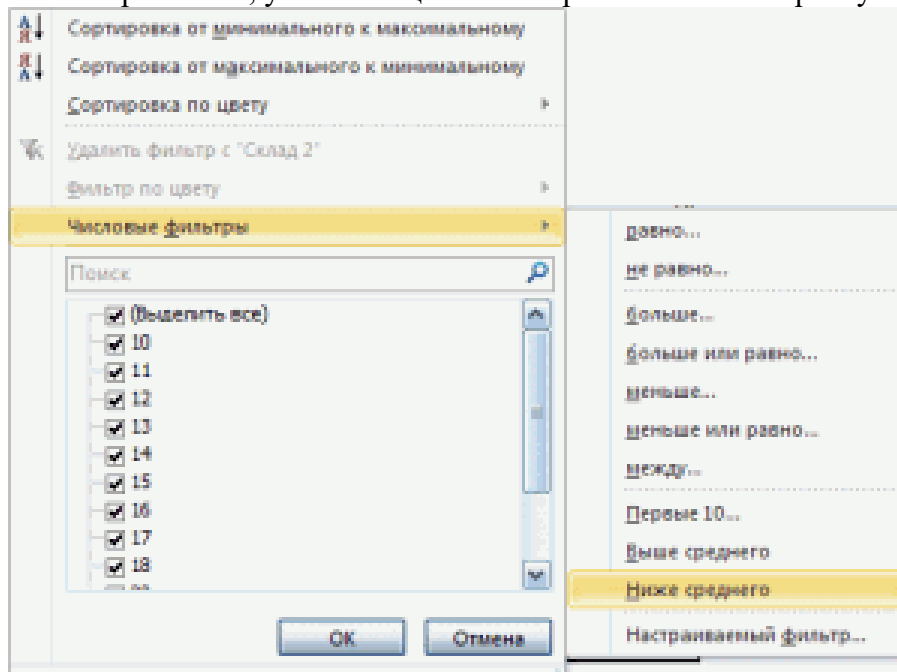 Сортировка от минимального к максимальному
Сортировка от максимального к минимальному
Сортировка по цвету
Удалить фильтр с "Склад 2"
Фильтр по цвету
Числовые фильтры
Поиск
(Выделить все)
10
11
12
13
14
15
16
17
18
ОК
Отмена
равно...
не равно...
больше...
больше или равно...
меньше...
меньше или равно...
между...
Первые 10...
Выше среднего
Ниже среднего
Настраиваемый фильтр...